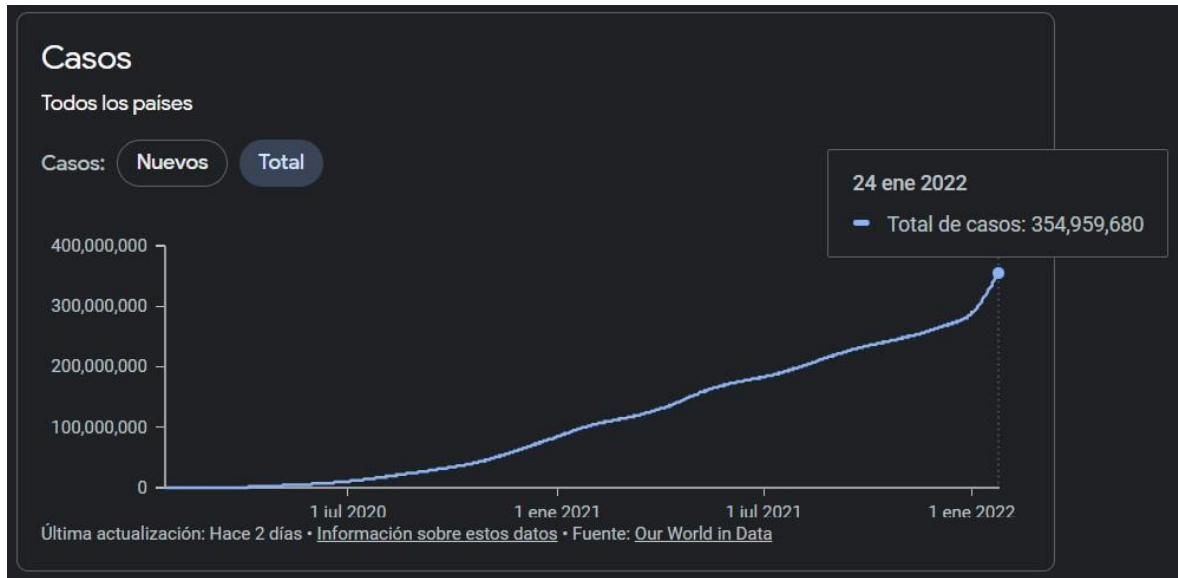 Casos
Todos los países
Casos: Nuevos Total
24 ene 2022
Total de casos: 354,959,680
400,000,000
300,000,000
200,000,000
100,000,000
0
1 jul 2020 1 ene 2021 1 jul 2021 1 ene 2022
Última actualización: Hace 2 días • Información sobre estos datos • Fuente: Our World in Data